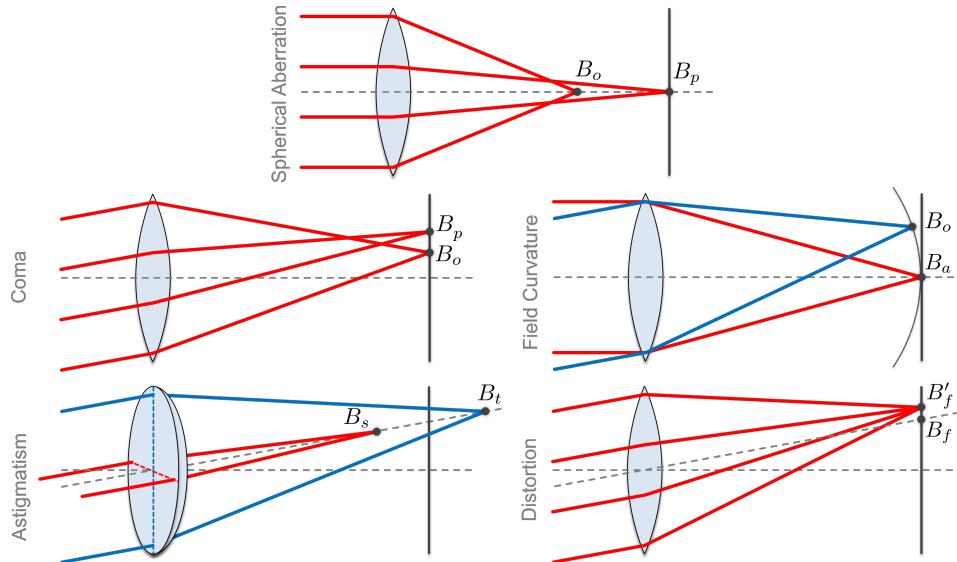 Spherical Aberration
B_o
B_p
Coma
B_p
B_o
Field Curvature
B_o
B_a
Astigmatism
B_s
B_t
Distortion
B'_f
B_f